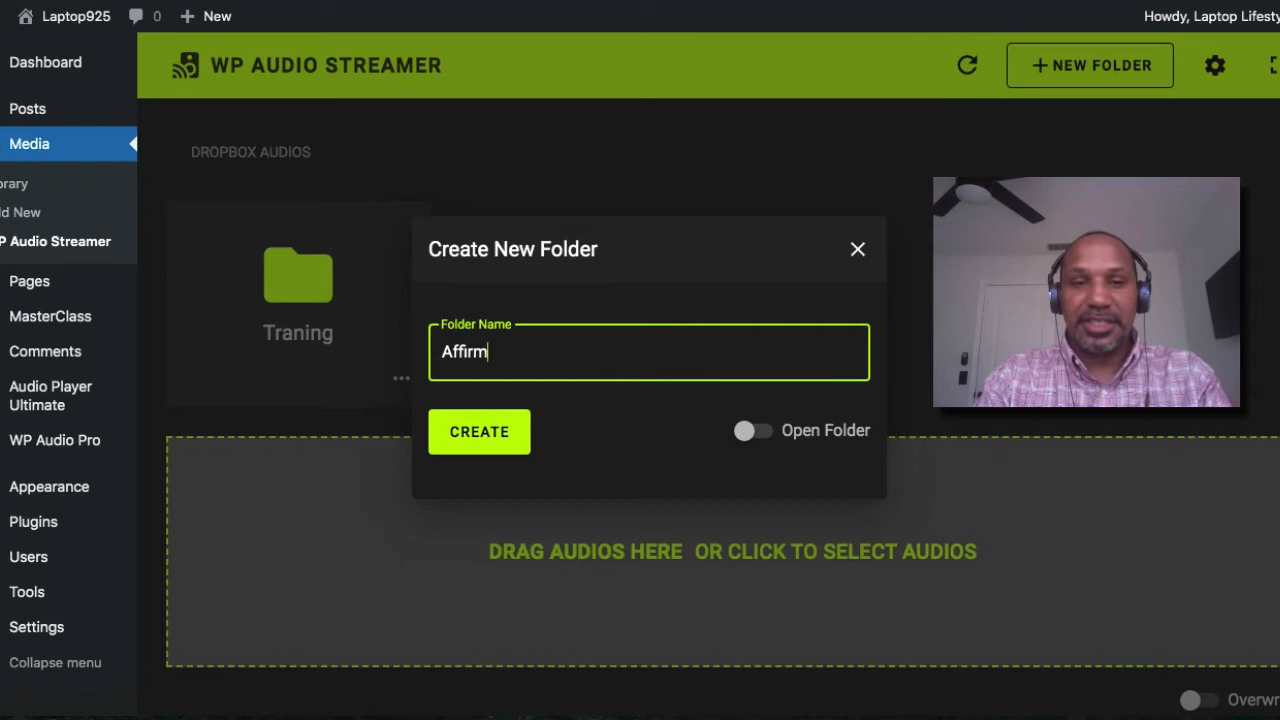 Laptop925
0
New
Howdy, Laptop Lifesty
Dashboard
Posts
Media
ibrary
ld New
P Audio Streamer
Pages
MasterClass
Comments
Audio Player
Ultimate
WP Audio Pro
Appearance
Plugins
Users
Tools
Settings
Collapse menu
WP AUDIO STREAMER
NEW FOLDER
DROPBOX AUDIOS
Traning
Create New Folder
Folder Name
Affirm
CREATE
Open Folder
DRAG AUDIOS HERE OR CLICK TO SELECT AUDIOS
Overwr